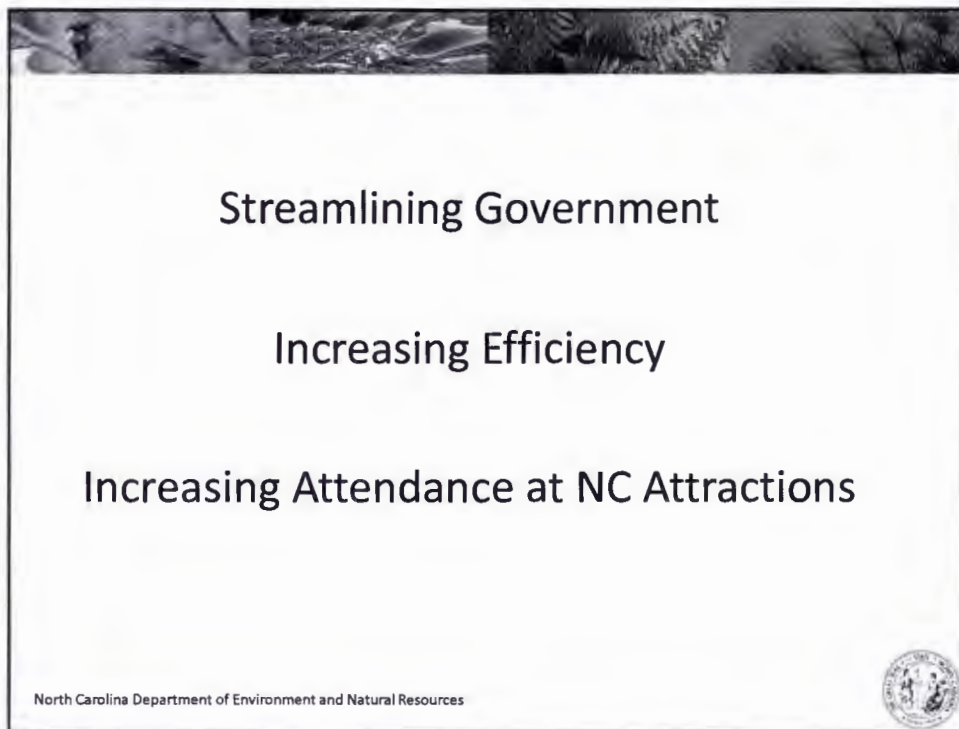 Streamlining Government
Increasing Efficiency
Increasing Attendance at NC Attractions
North Carolina Department of Environment and Natural Resources